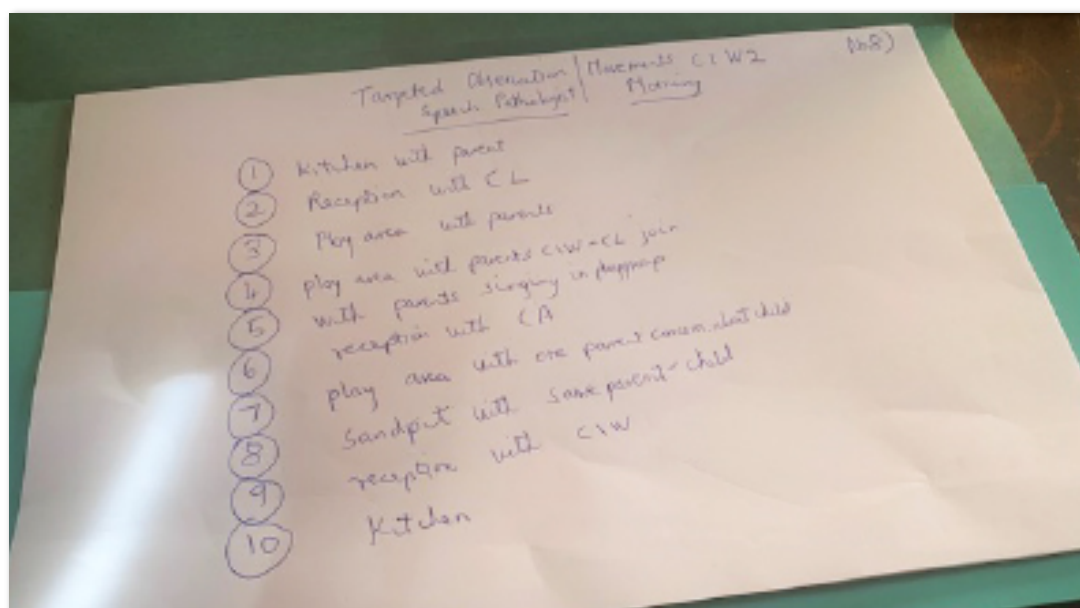 Targeted Observation | Movements C I W 2
Speech Pathologist | Morning
1 Kitchen with parent
2 Reception with C L
3 Play area with parents
4 play area with parents CIW - CL join
5 with parents singing in playgroup
6 reception with CA
7 play area with one parent concern about child
8 Sandpit with same parent - child
9 reception with CIW
10 Kitchen